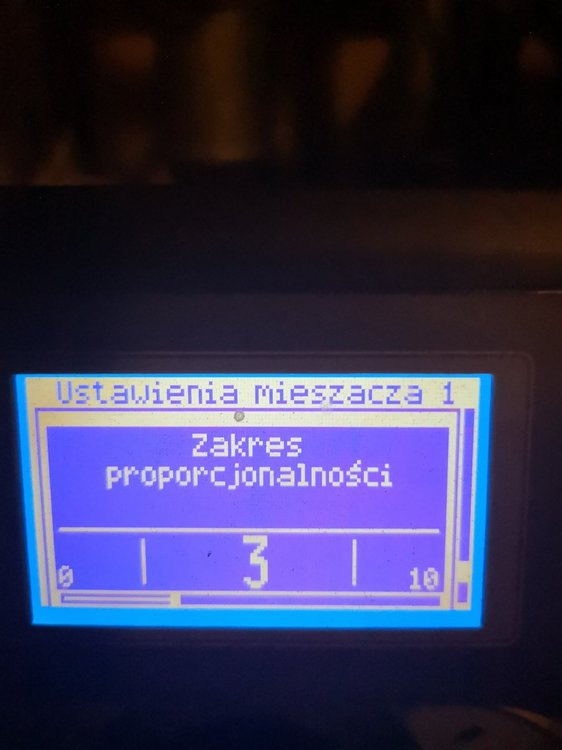 Ustawienia mieszacza 1
Zakres
proporcjonalności
0 3 10